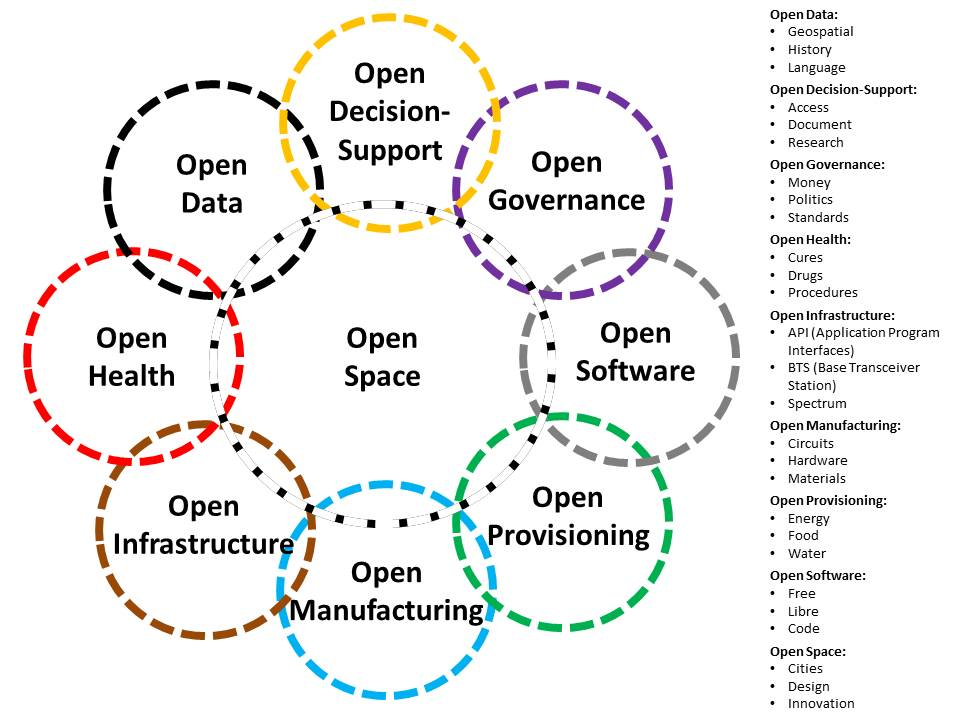 Open
Decision-
Support
Open
Data
Open
Governance
Open
Health
Open
Space
Open
Software
Open
Infrastructure
Open
Provisioning
Open
Manufacturing
Open Data:
• Geospatial
• History
• Language
Open Decision-Support:
• Access
• Document
• Research
Open Governance:
• Money
• Politics
• Standards
Open Health:
• Cures
• Drugs
• Procedures
Open Infrastructure:
• API (Application Program
Interfaces)
• BTS (Base Transceiver
Station)
• Spectrum
Open Manufacturing:
• Circuits
• Hardware
• Materials
Open Provisioning:
• Energy
• Food
• Water
Open Software:
• Free
• Libre
• Code
Open Space:
• Cities
• Design
• Innovation